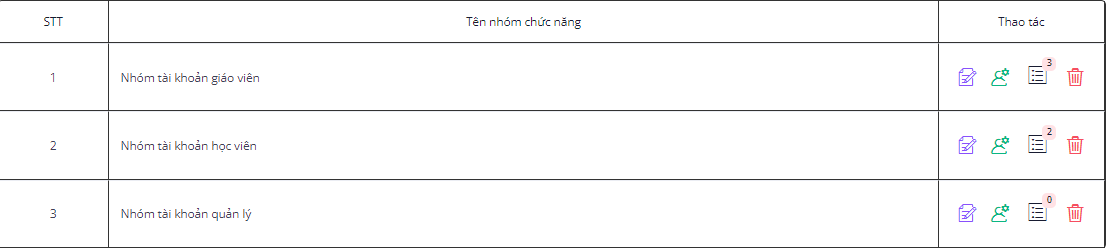 STT Tên nhóm chức năng Thao tác
1 Nhóm tài khoản giáo viên 3
2 Nhóm tài khoản học viên 2
3 Nhóm tài khoản quản lý 0